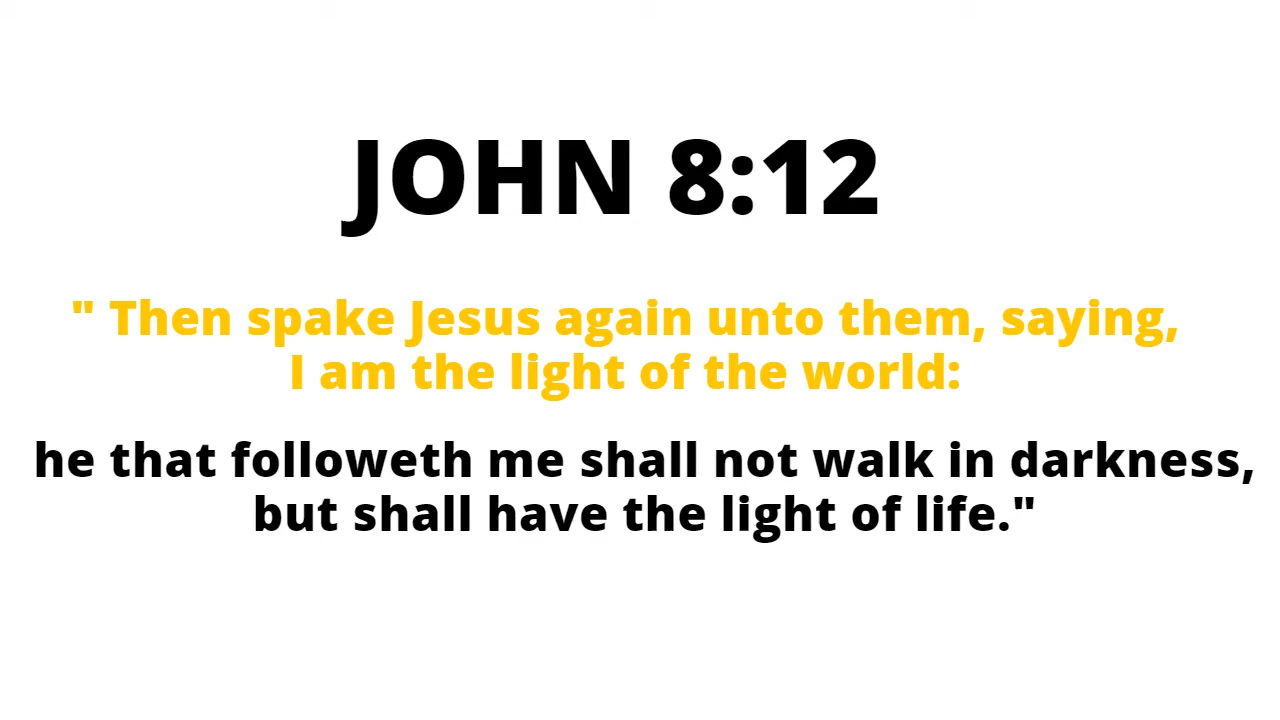 JOHN 8:12
" Then spake Jesus again unto them, saying,
I am the light of the world:
he that followeth me shall not walk in darkness,
but shall have the light of life."